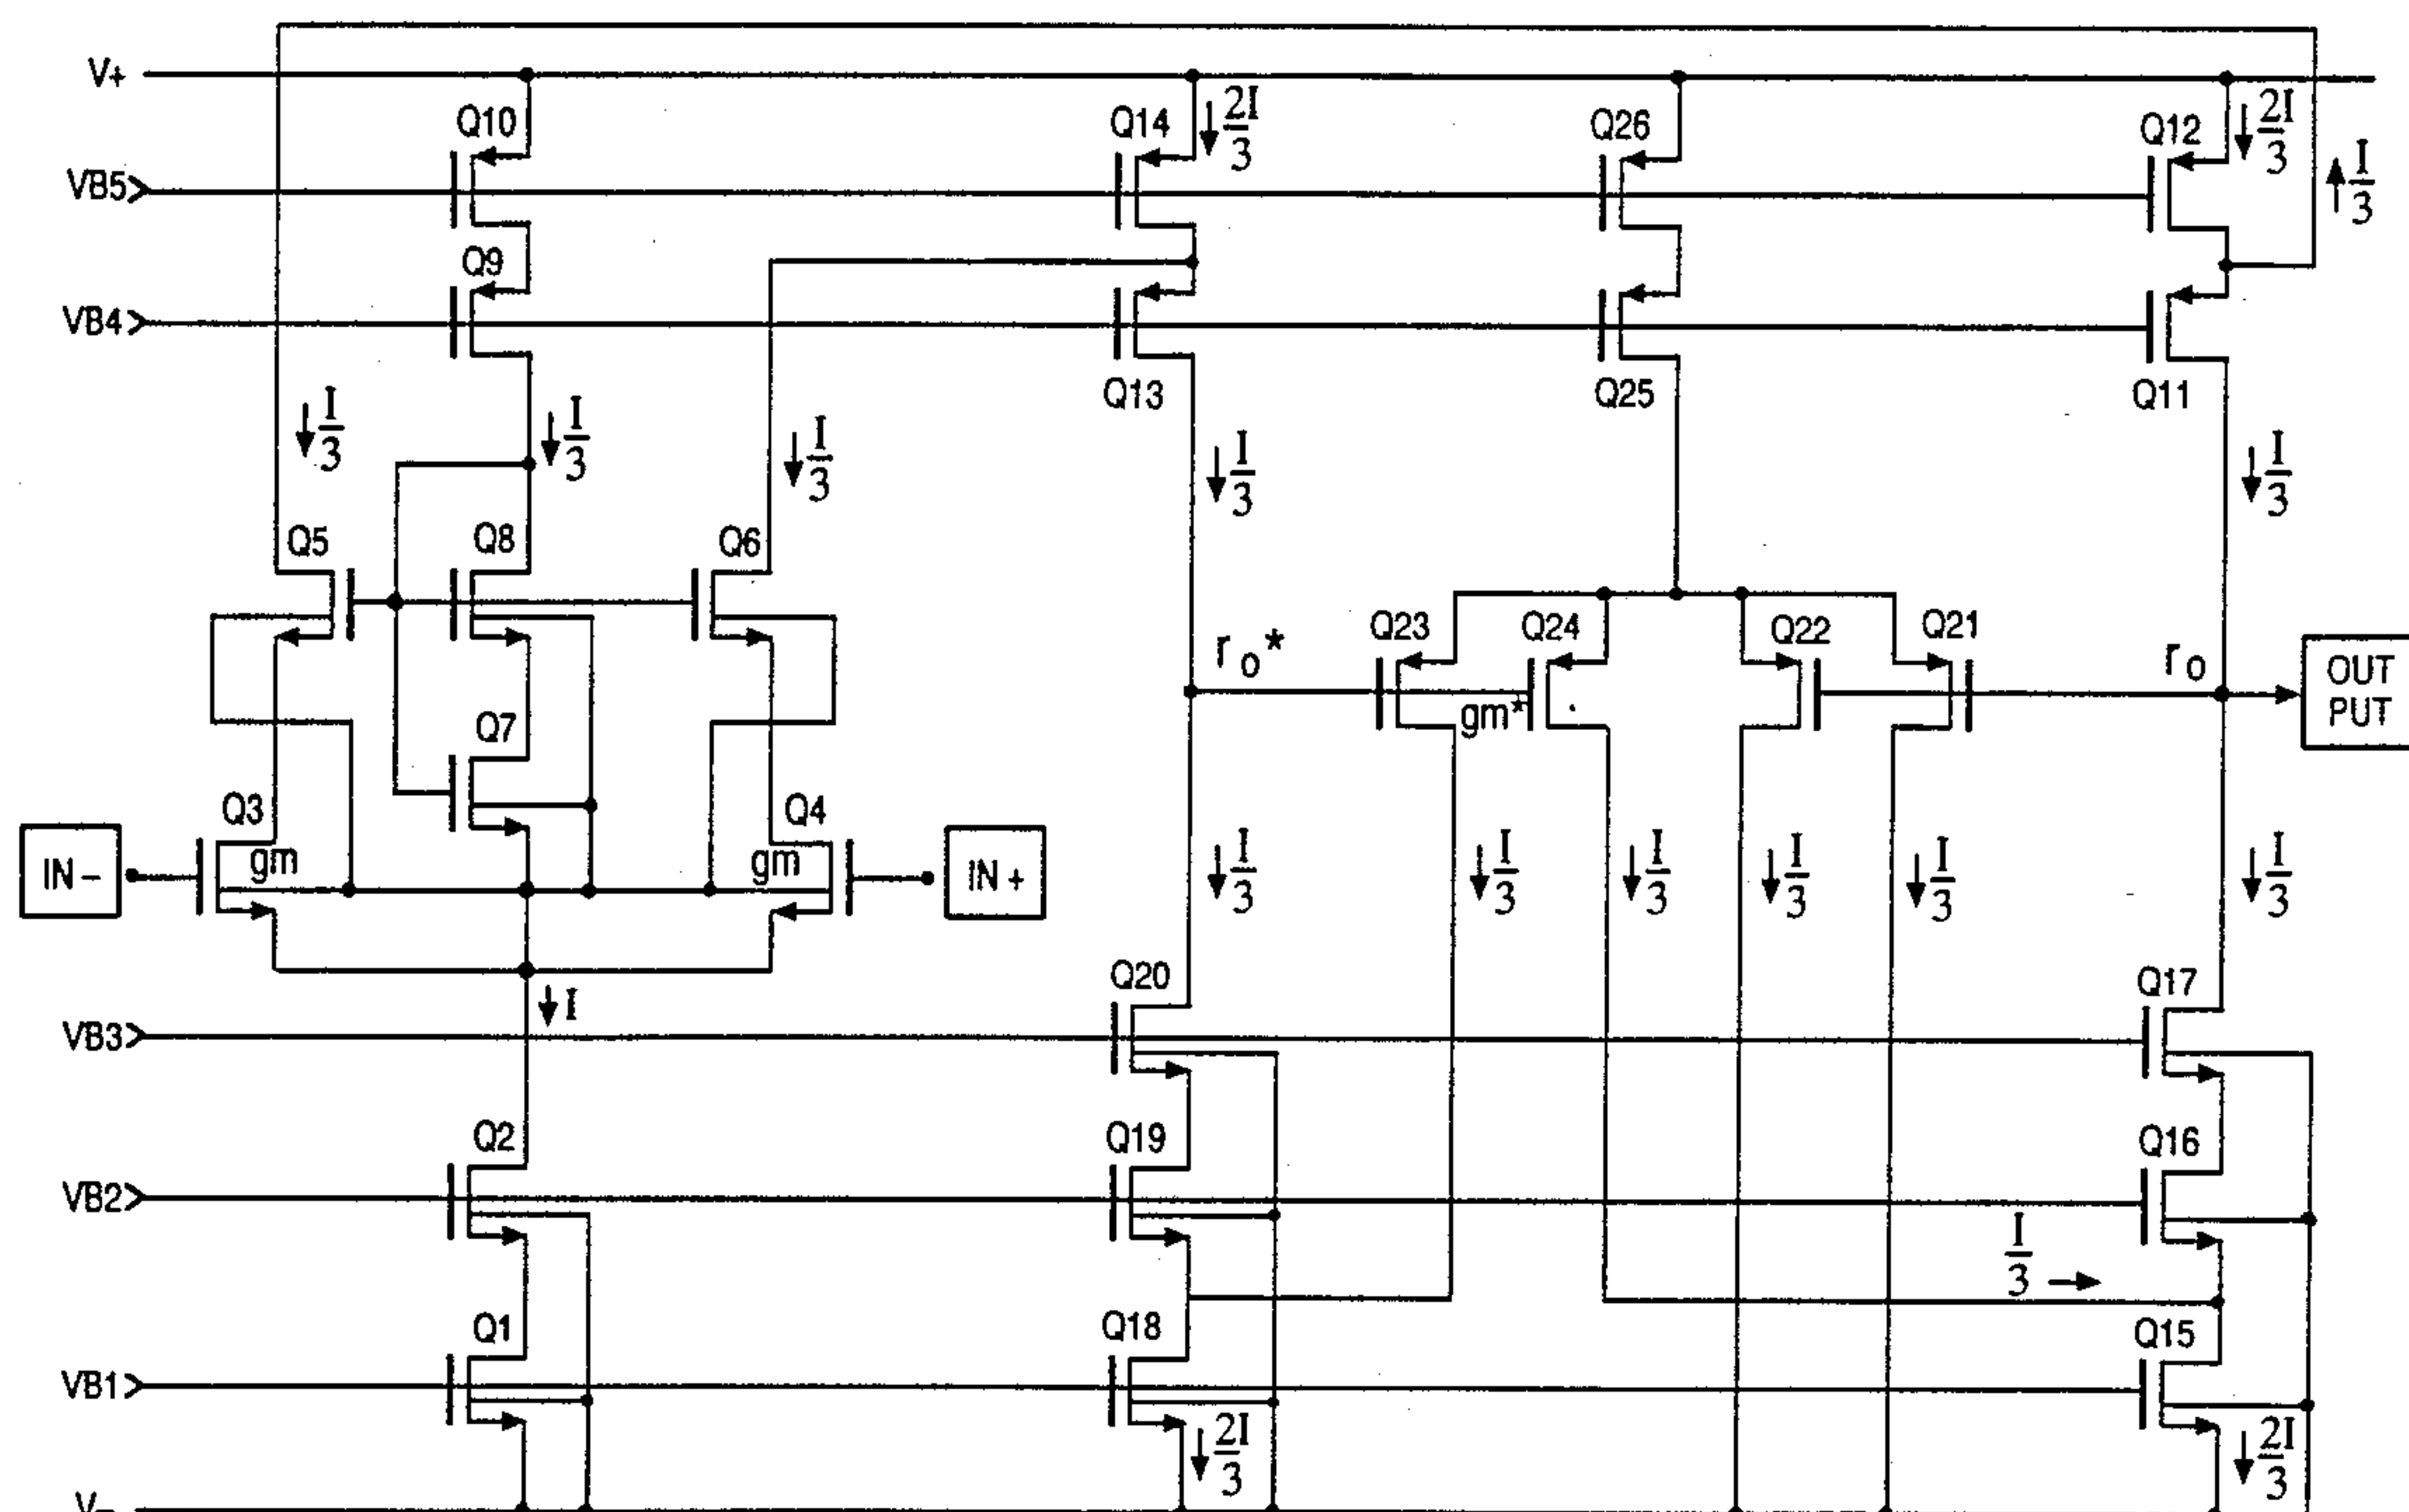 V+
Q10
Q14
2I
3
Q26
Q12
2I
3
VB5
I
3
Q9
VB4
Q13
Q25
Q11
I
3
I
3
I
3
I
3
I
3
Q5
Q8
Q6
Q23
Q24
Q22
Q21
ro*
ro
OUT
PUT
gm*
Q7
Q3
Q4
IN -
gm
gm
IN +
I
3
I
3
I
3
I
3
I
3
I
3
Q20
Q17
I
VB3
Q2
Q19
Q16
VB2
I
3
Q1
Q18
Q15
VB1
2I
3
2I
3
V-